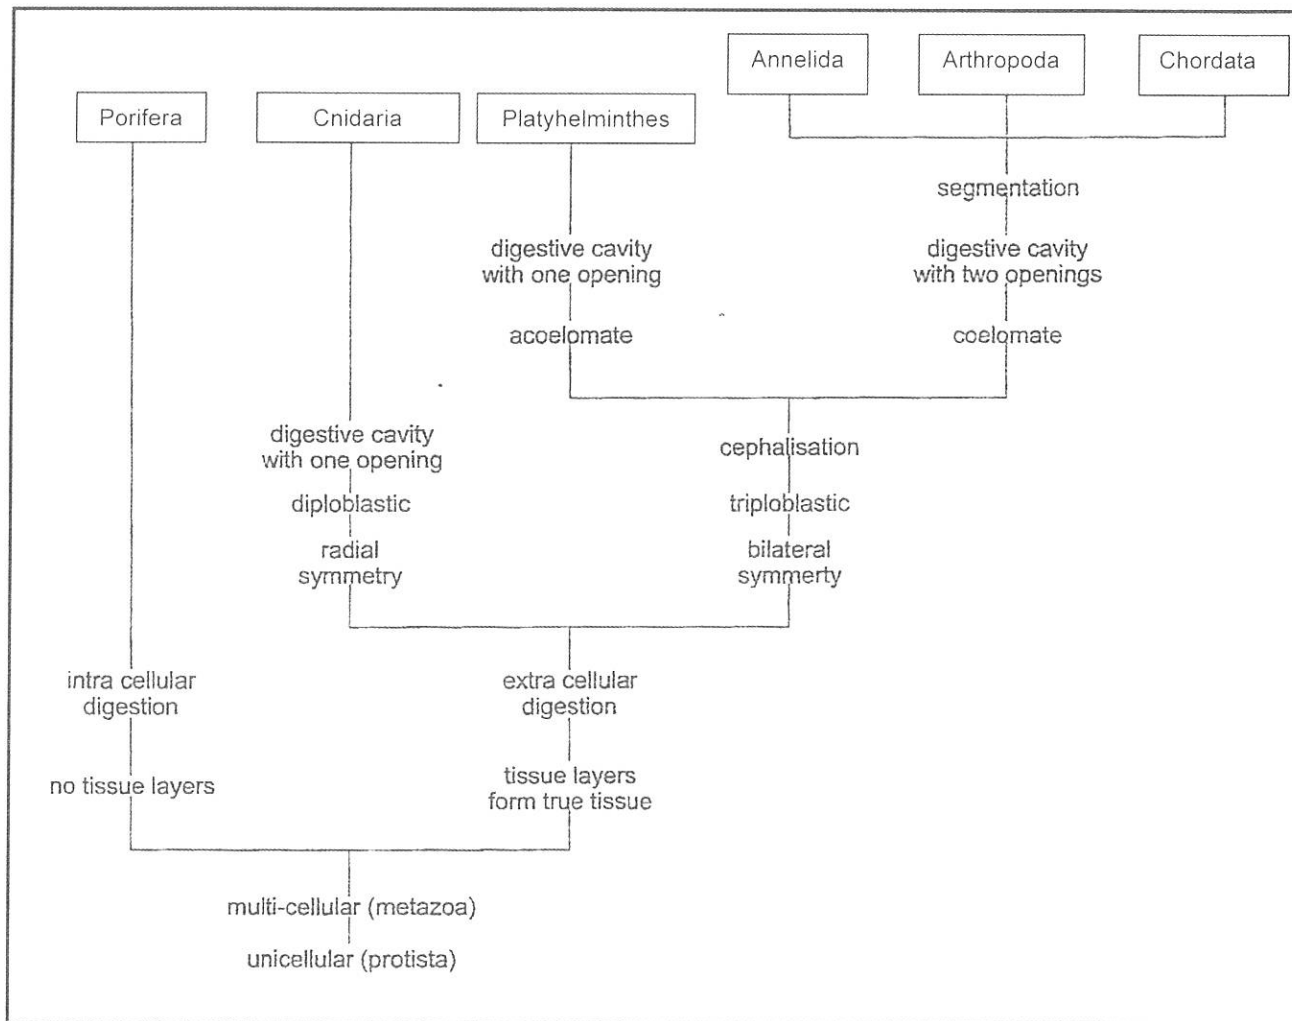 Annelida
Arthropoda
Chordata
Porifera
Cnidaria
Platyhelminthes
segmentation
digestive cavity
with one opening
digestive cavity
with two openings
acoelomate
coelomate
digestive cavity
with one opening
cephalisation
diploblastic
triploblastic
radial
symmetry
bilateral
symmerty
intra cellular
digestion
extra cellular
digestion
no tissue layers
tissue layers
form true tissue
multi-cellular (metazoa)
unicellular (protista)